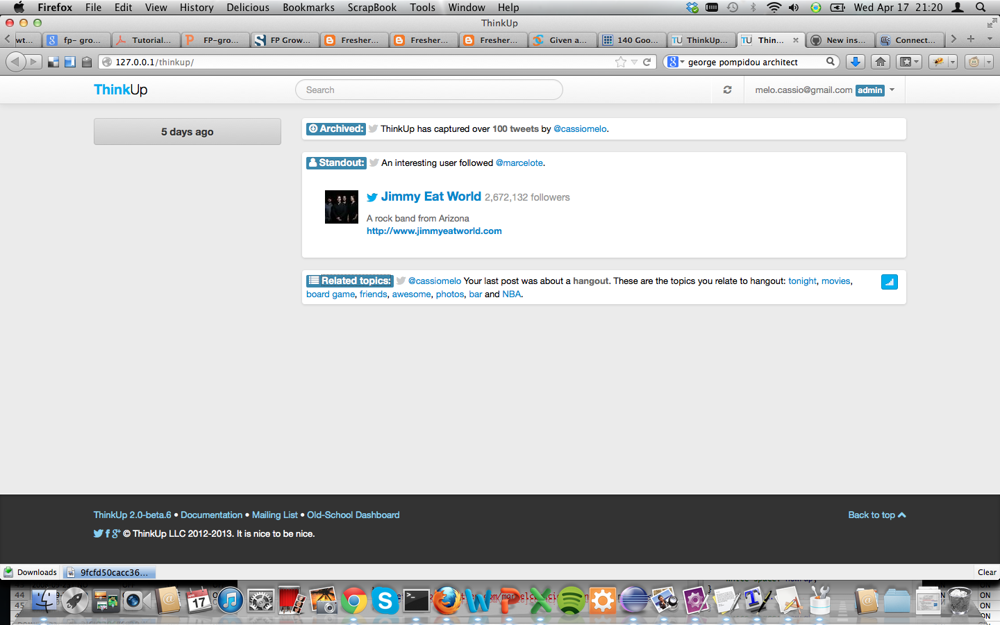 Firefox File Edit View History Delicious Bookmarks ScrapBook Tools Window Help Wed Apr 17 21:20
ThinkUp
wt... fp- gro... Tutorial... FP-gro... FP Grow... Fresher... Fresher... Fresher... Given a... 140 Goo... ThinkUp... Thin... New ins... Connect...
127.0.0.1/thinkup/ george pompidou architect
ThinkUp Search melo.cassio@gmail.com admin
5 days ago
Archived: ThinkUp has captured over 100 tweets by @cassiomelo.
Standout: An interesting user followed @marcelote.
Jimmy Eat World 2,672,132 followers
A rock band from Arizona
http://www.jimmyeatworld.com
Related topics: @cassiomelo Your last post was about a hangout. These are the topics you relate to hangout: tonight, movies,
board game, friends, awesome, photos, bar and NBA.
ThinkUp 2.0-beta.6 • Documentation • Mailing List • Old-School Dashboard Back to top
© ThinkUp LLC 2012-2013. It is nice to be nice.
Downloads 9fcfd50cacc36... Clear
44
45
ON
ON
ON
17